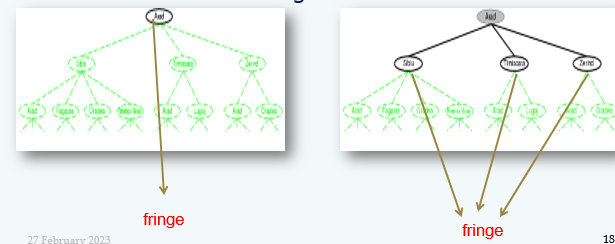 Arad
Arad
Sibiu
Timisoara
Zerind
Sibiu
Timisoara
Zerind
Arad
Fagaras
Oradea
Arad
Lugoj
Arad
Oradea
Arad
Fagaras
Oradea
Arad
Lugoj
Arad
Oradea
fringe
fringe
27 February 2023
18